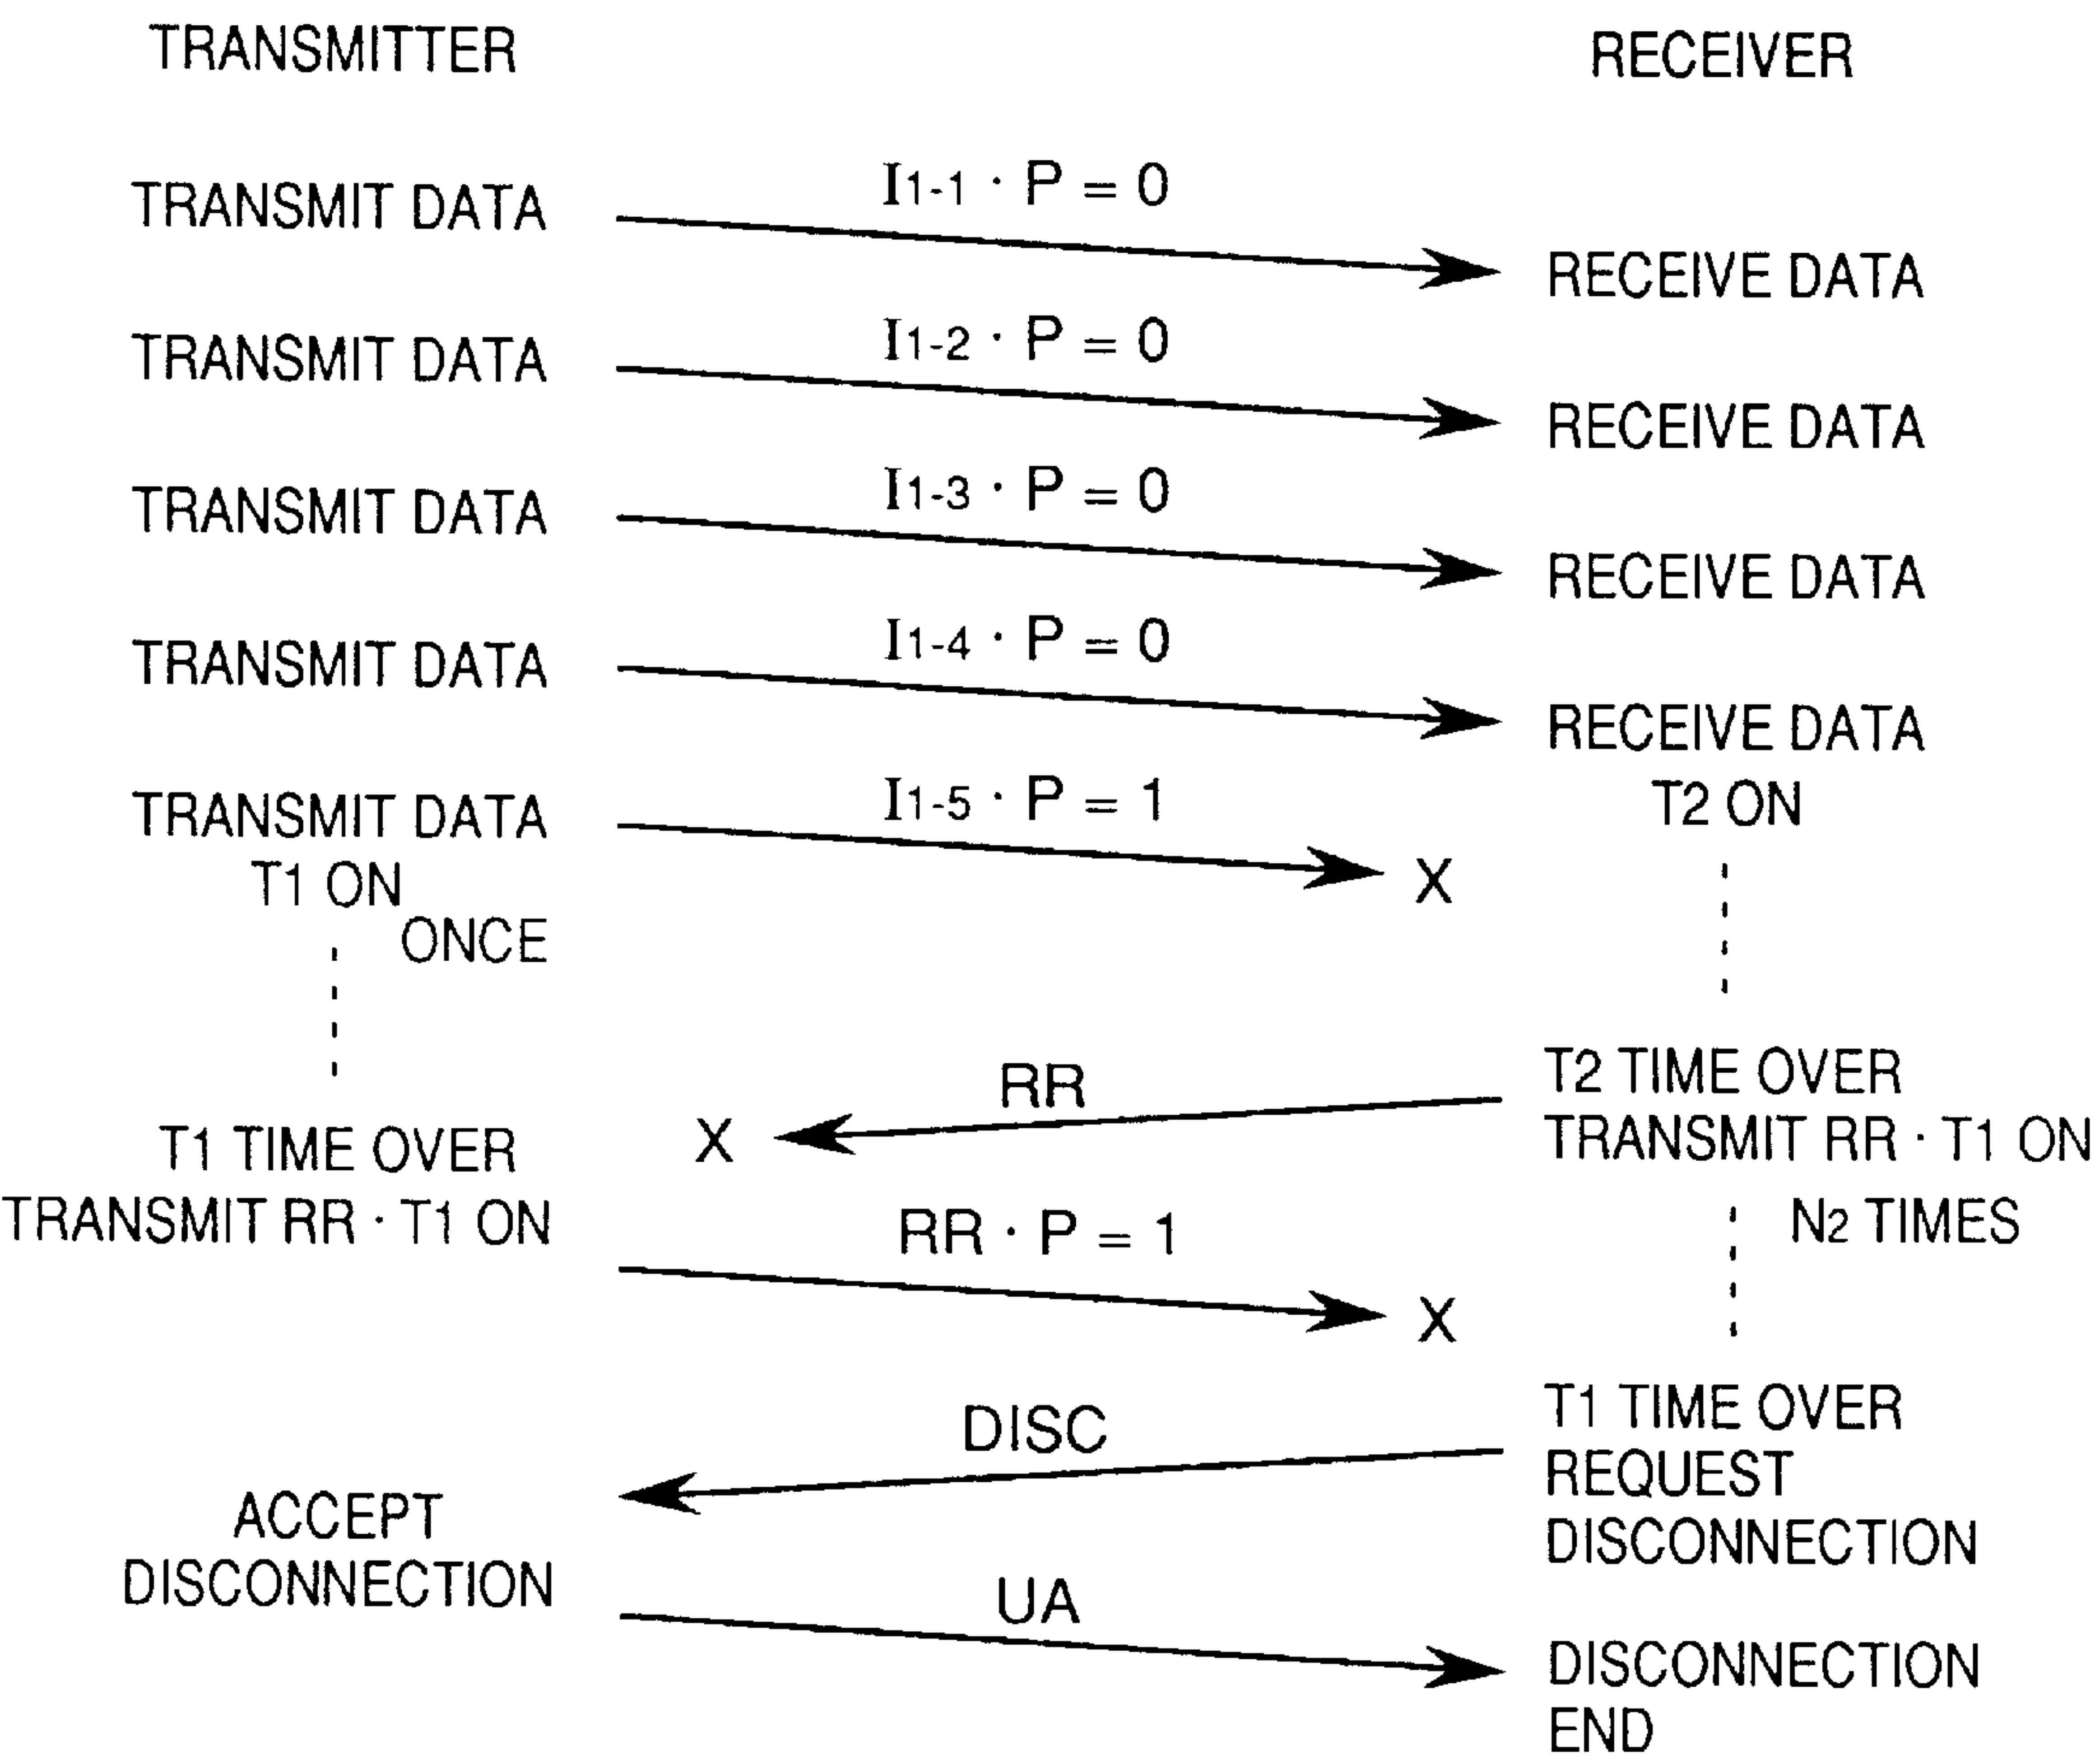 TRANSMITTER
RECEIVER
I1-1 · P = 0
TRANSMIT DATA
RECEIVE DATA
I1-2 · P = 0
TRANSMIT DATA
RECEIVE DATA
I1-3 · P = 0
TRANSMIT DATA
RECEIVE DATA
I1-4 · P = 0
TRANSMIT DATA
RECEIVE DATA
I1-5 · P = 1
TRANSMIT DATA
T2 ON
T1 ON
X
ONCE
RR
T2 TIME OVER
TRANSMIT RR · T1 ON
X
T1 TIME OVER
TRANSMIT RR · T1 ON
RR · P = 1
N2 TIMES
X
DISC
T1 TIME OVER
REQUEST
DISCONNECTION
ACCEPT
DISCONNECTION
UA
DISCONNECTION
END